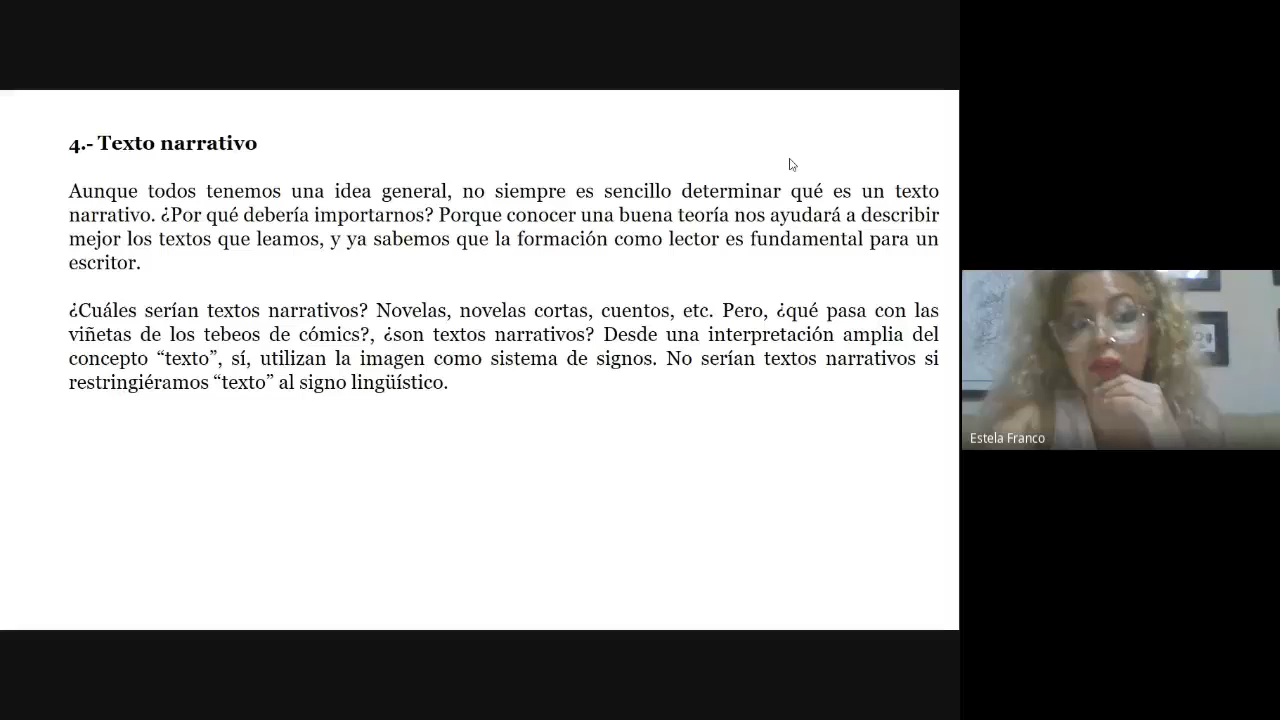 4.- Texto narrativo
Aunque todos tenemos una idea general, no siempre es sencillo determinar qué es un texto
narrativo. ¿Por qué debería importarnos? Porque conocer una buena teoría nos ayudará a describir
mejor los textos que leamos, y ya sabemos que la formación como lector es fundamental para un
escritor.
¿Cuáles serían textos narrativos? Novelas, novelas cortas, cuentos, etc. Pero, ¿qué pasa con las
viñetas de los tebeos de cómics?, ¿son textos narrativos? Desde una interpretación amplia del
concepto “texto”, sí, utilizan la imagen como sistema de signos. No serían textos narrativos si
restringiéramos “texto” al signo lingüístico.
Estela Franco